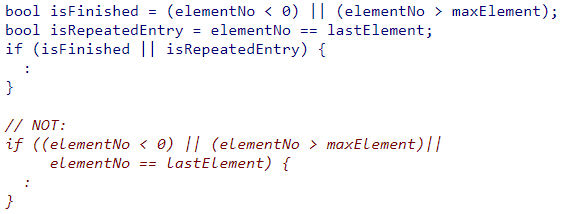 bool isFinished = (elementNo < 0) || (elementNo > maxElement);
bool isRepeatedEntry = elementNo == lastElement;
if (isFinished || isRepeatedEntry) {
  :
}

// NOT:
if ((elementNo < 0) || (elementNo > maxElement)||
     elementNo == lastElement) {
  :
}